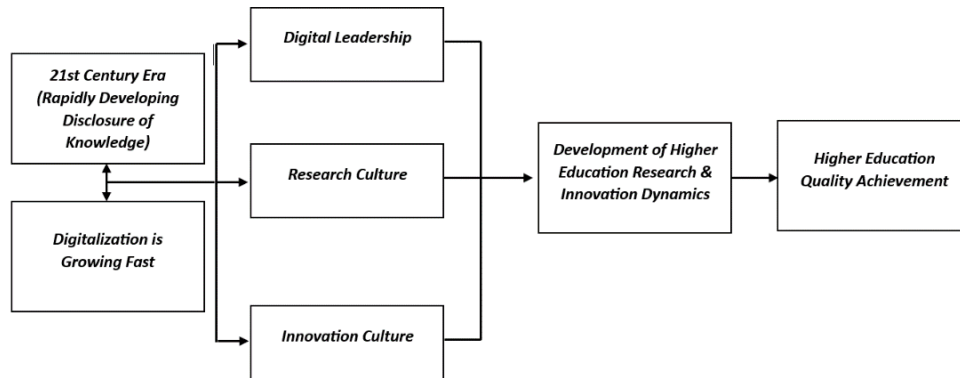 21st Century Era
(Rapidly Developing
Disclosure of
Knowledge)
Digitalization is
Growing Fast
Digital Leadership
Research Culture
Innovation Culture
Development of Higher
Education Research &
Innovation Dynamics
Higher Education
Quality Achievement